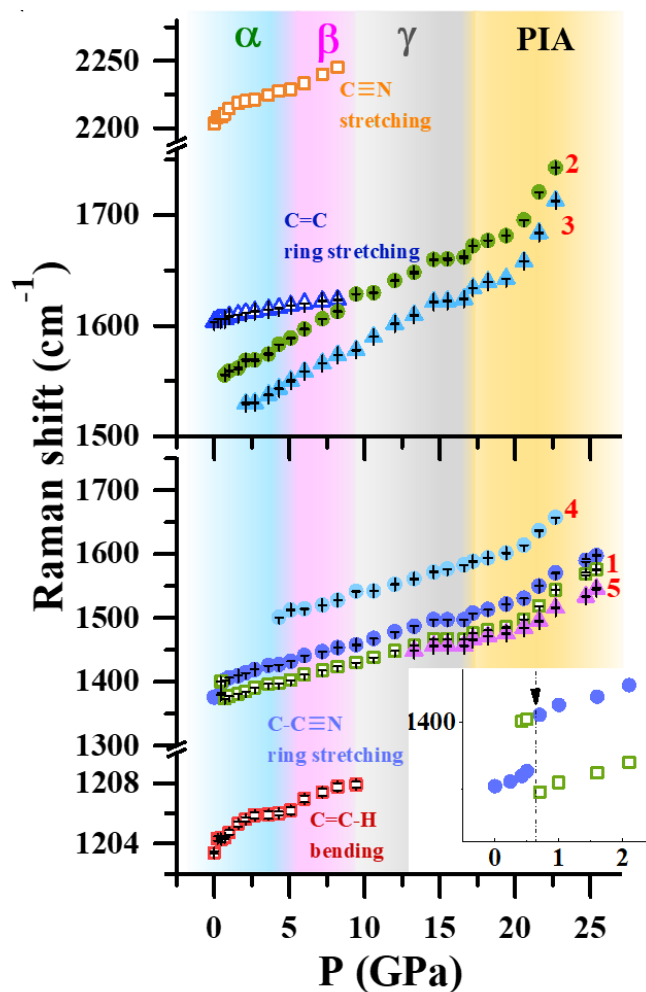 α β γ PIA
2250
2200
C≡N
stretching
2
3
1700
C=C
ring stretching
1600
1500
Raman shift (cm⁻¹)
1700
4
1600
1
5
1500
1400
C-C≡N
ring stretching
1300
1400
1208
C=C-H
bending
1204
0 1 2
0 5 10 15 20 25
P (GPa)